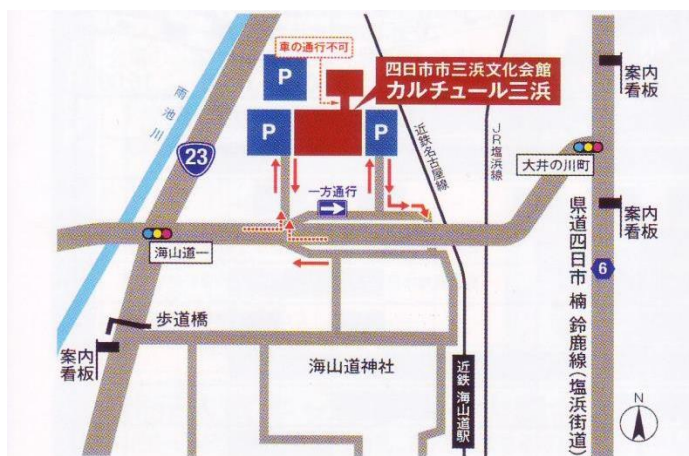 車の通行不可
P
四日市市三浜文化会館
カルチュール三浜
P
P
案内
看板
雨池川
近鉄名古屋線
JR塩浜線
大井の川町
23
一方通行
案内
看板
海山道一
県道四日市楠鈴鹿線(塩浜街道)
6
歩道橋
案内
看板
海山道神社
近鉄 海山道駅
N